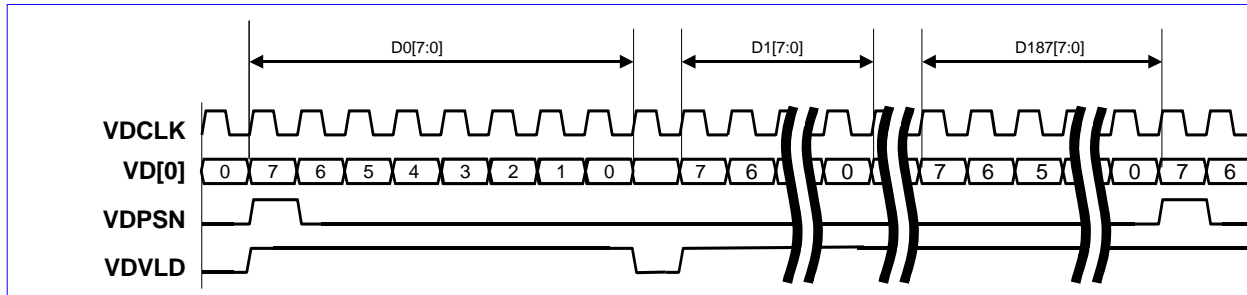 D0[7:0] D1[7:0] D187[7:0]
VDCLK
VD[0] 0 7 6 5 4 3 2 1 0 7 6 0 7 6 5 0 7 6
VDPSN
VDVLD